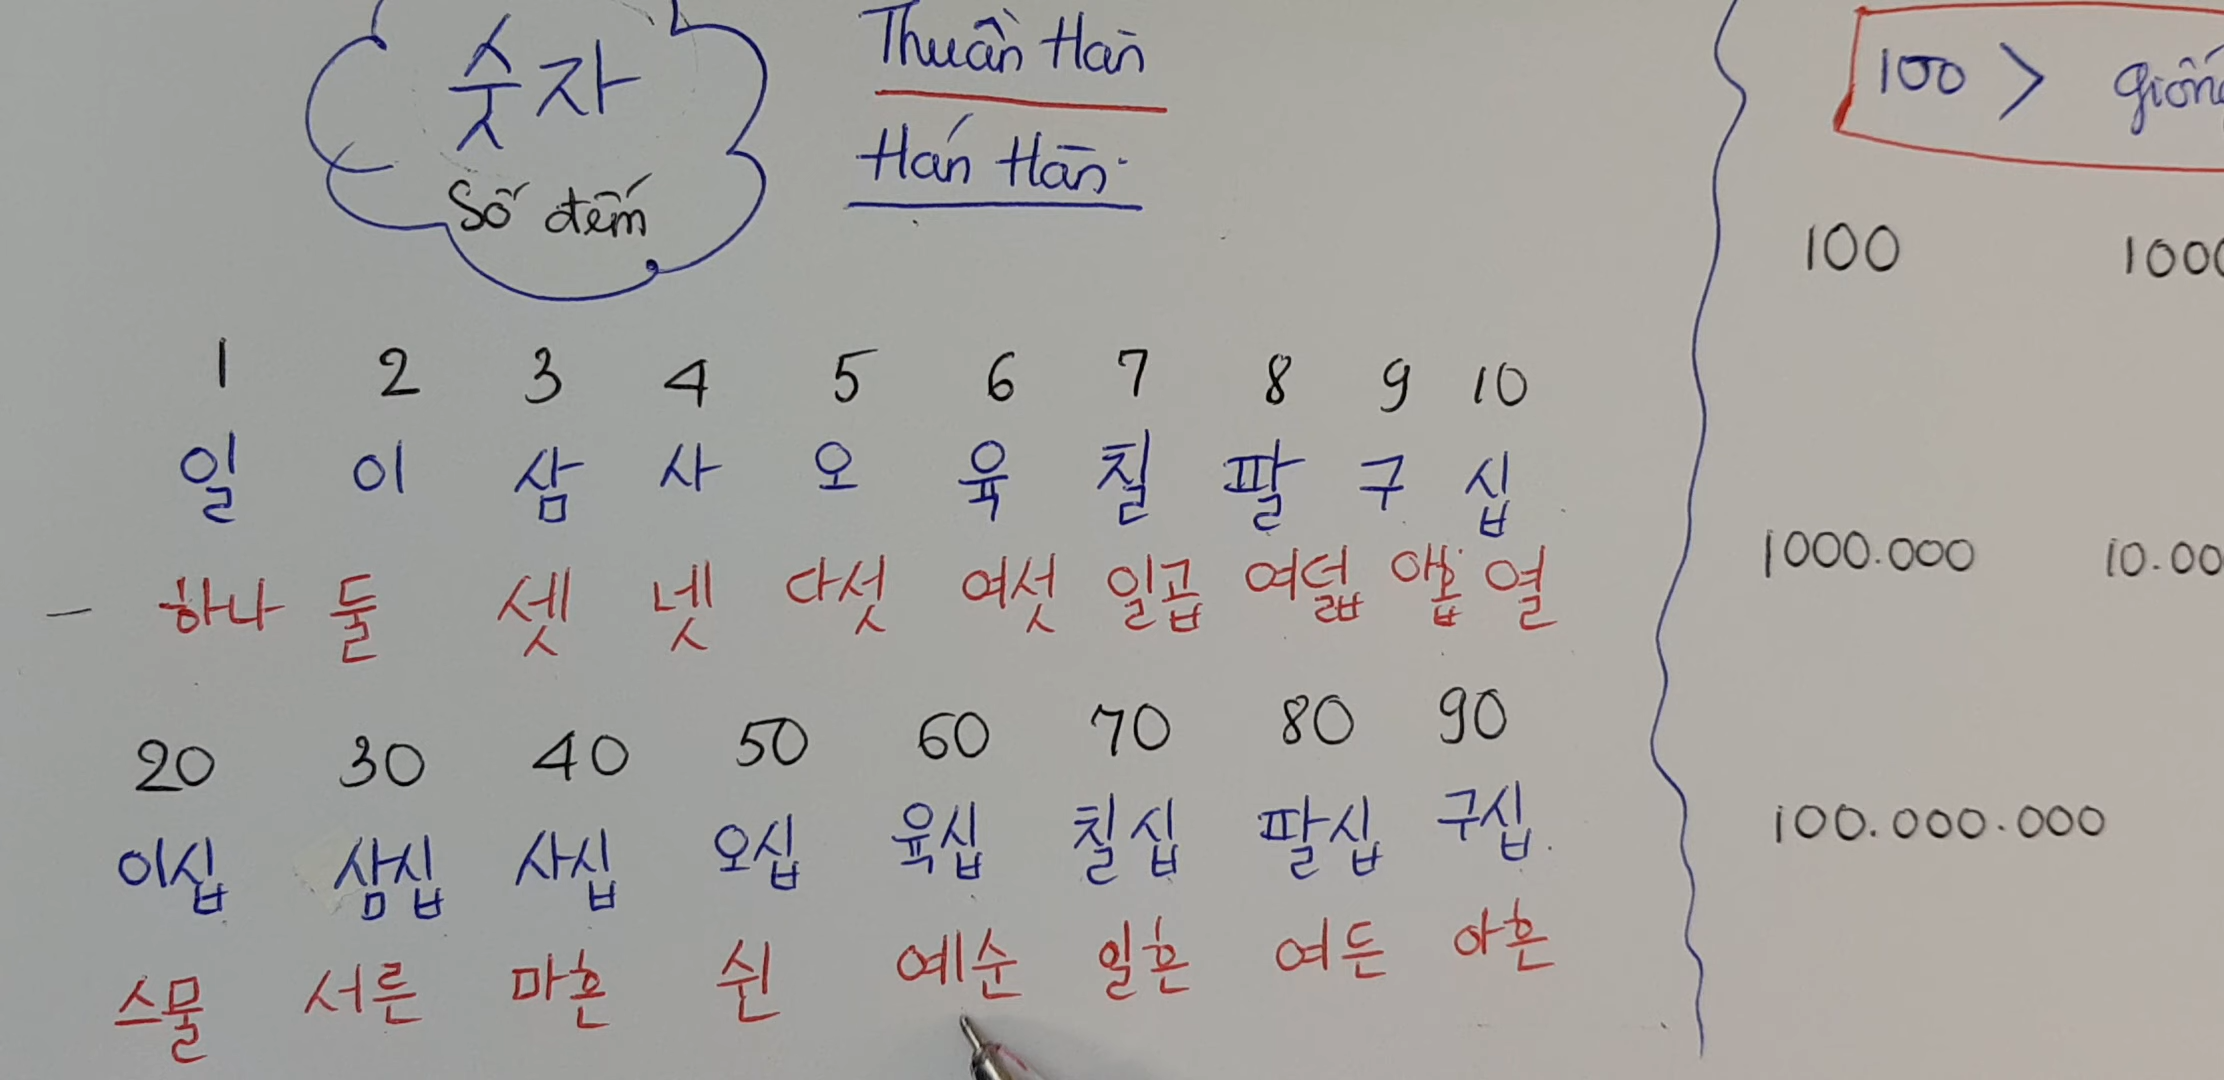 숫자
Số đếm
Thuần Hàn
Hán Hàn
1 2 3 4 5 6 7 8 9 10
일 이 삼 사 오 육 칠 팔 구 십
- 하나 둘 셋 넷 다섯 여섯 일곱 여덟 아홉 열
20 30 40 50 60 70 80 90
이십 삼십 사십 오십 육십 칠십 팔십 구십.
스물 서른 마흔 쉰 예순 일흔 여든 아흔
100 > giống
100 1000
1000.000 10.00
100.000.000